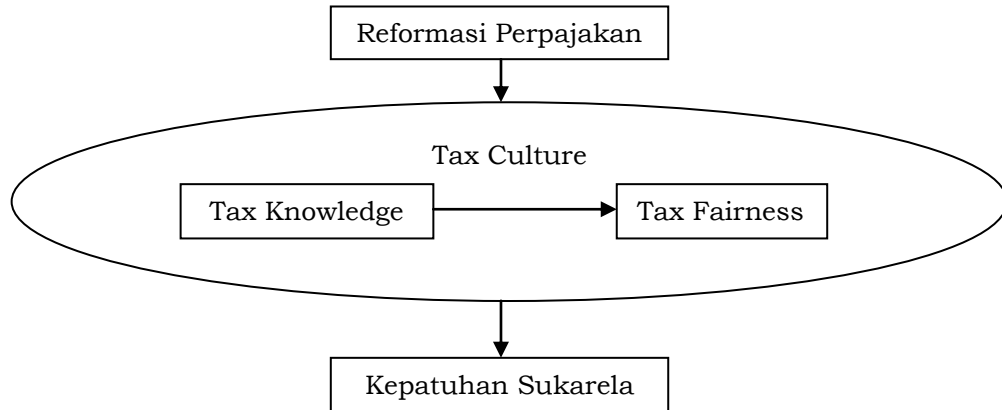 Reformasi Perpajakan
Tax Culture
Tax Knowledge
Tax Fairness
Kepatuhan Sukarela